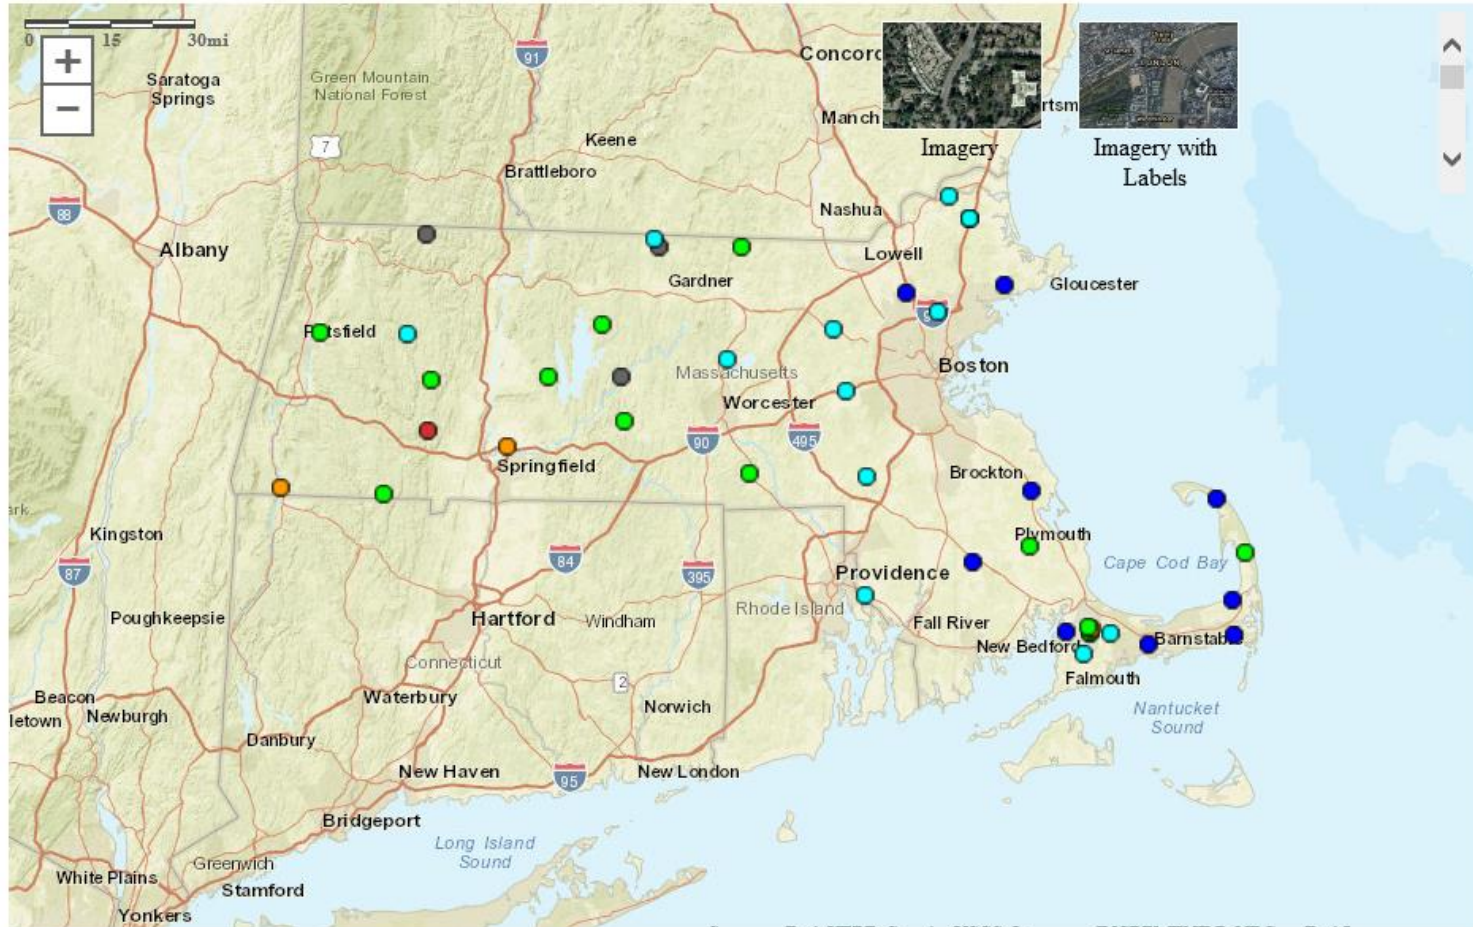 0 15 30mi
+
−
91
Concord
Imagery
Imagery with
Labels
Saratoga
Springs
Green Mountain
National Forest
Manch
rtsm
7
Keene
Brattleboro
88
Nashua
Albany
Lowell
Gardner
Gloucester
Pittsfield
Massachusetts
Boston
Worcester
90
495
Springfield
Brockton
Kingston
Plymouth
87
84
395
Providence
Cape Cod Bay
Poughkeepsie
Hartford
Windham
Rhode Island
Fall River
Barnstable
New Bedford
Connecticut
Falmouth
2
Beacon
Waterbury
Norwich
letown
Newburgh
Nantucket
Sound
Danbury
New Haven
95
New London
Bridgeport
Long Island
Sound
Greenwich
White Plains
Stamford
Yonkers